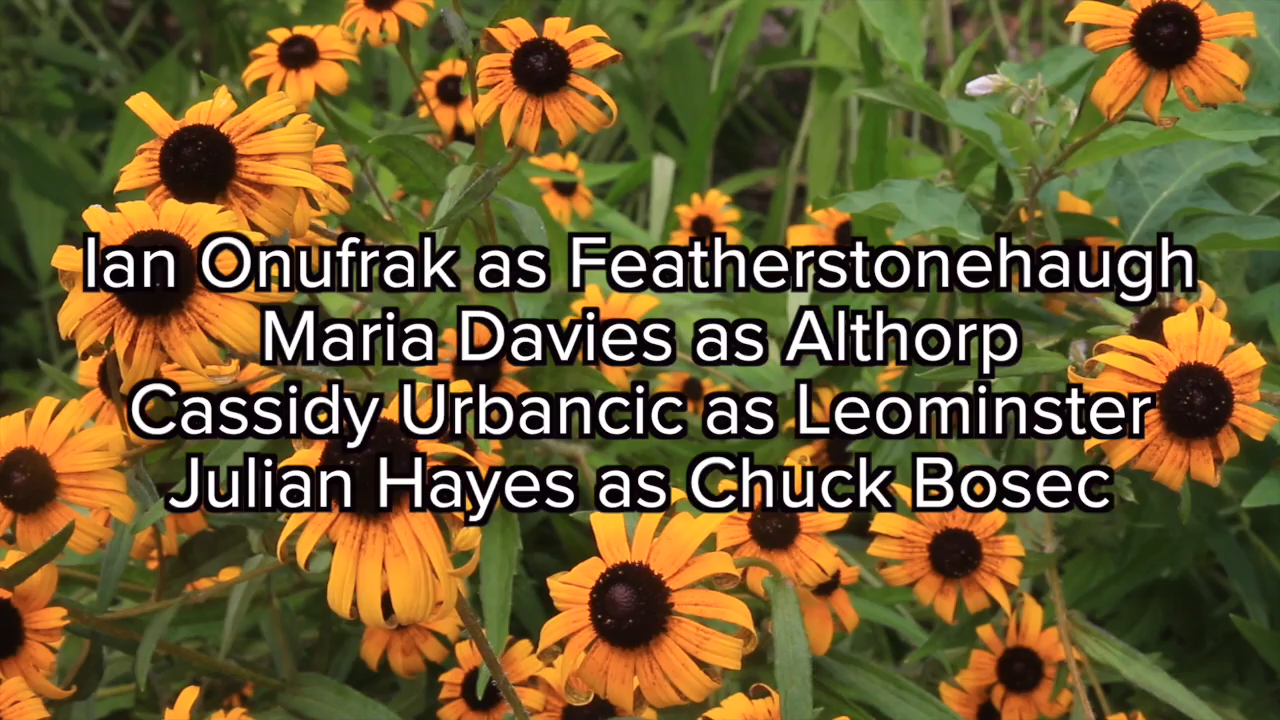 Ian Onufrak as Featherstonehaugh
Maria Davies as Althorp
Cassidy Urbancic as Leominster
Julian Hayes as Chuck Bosec